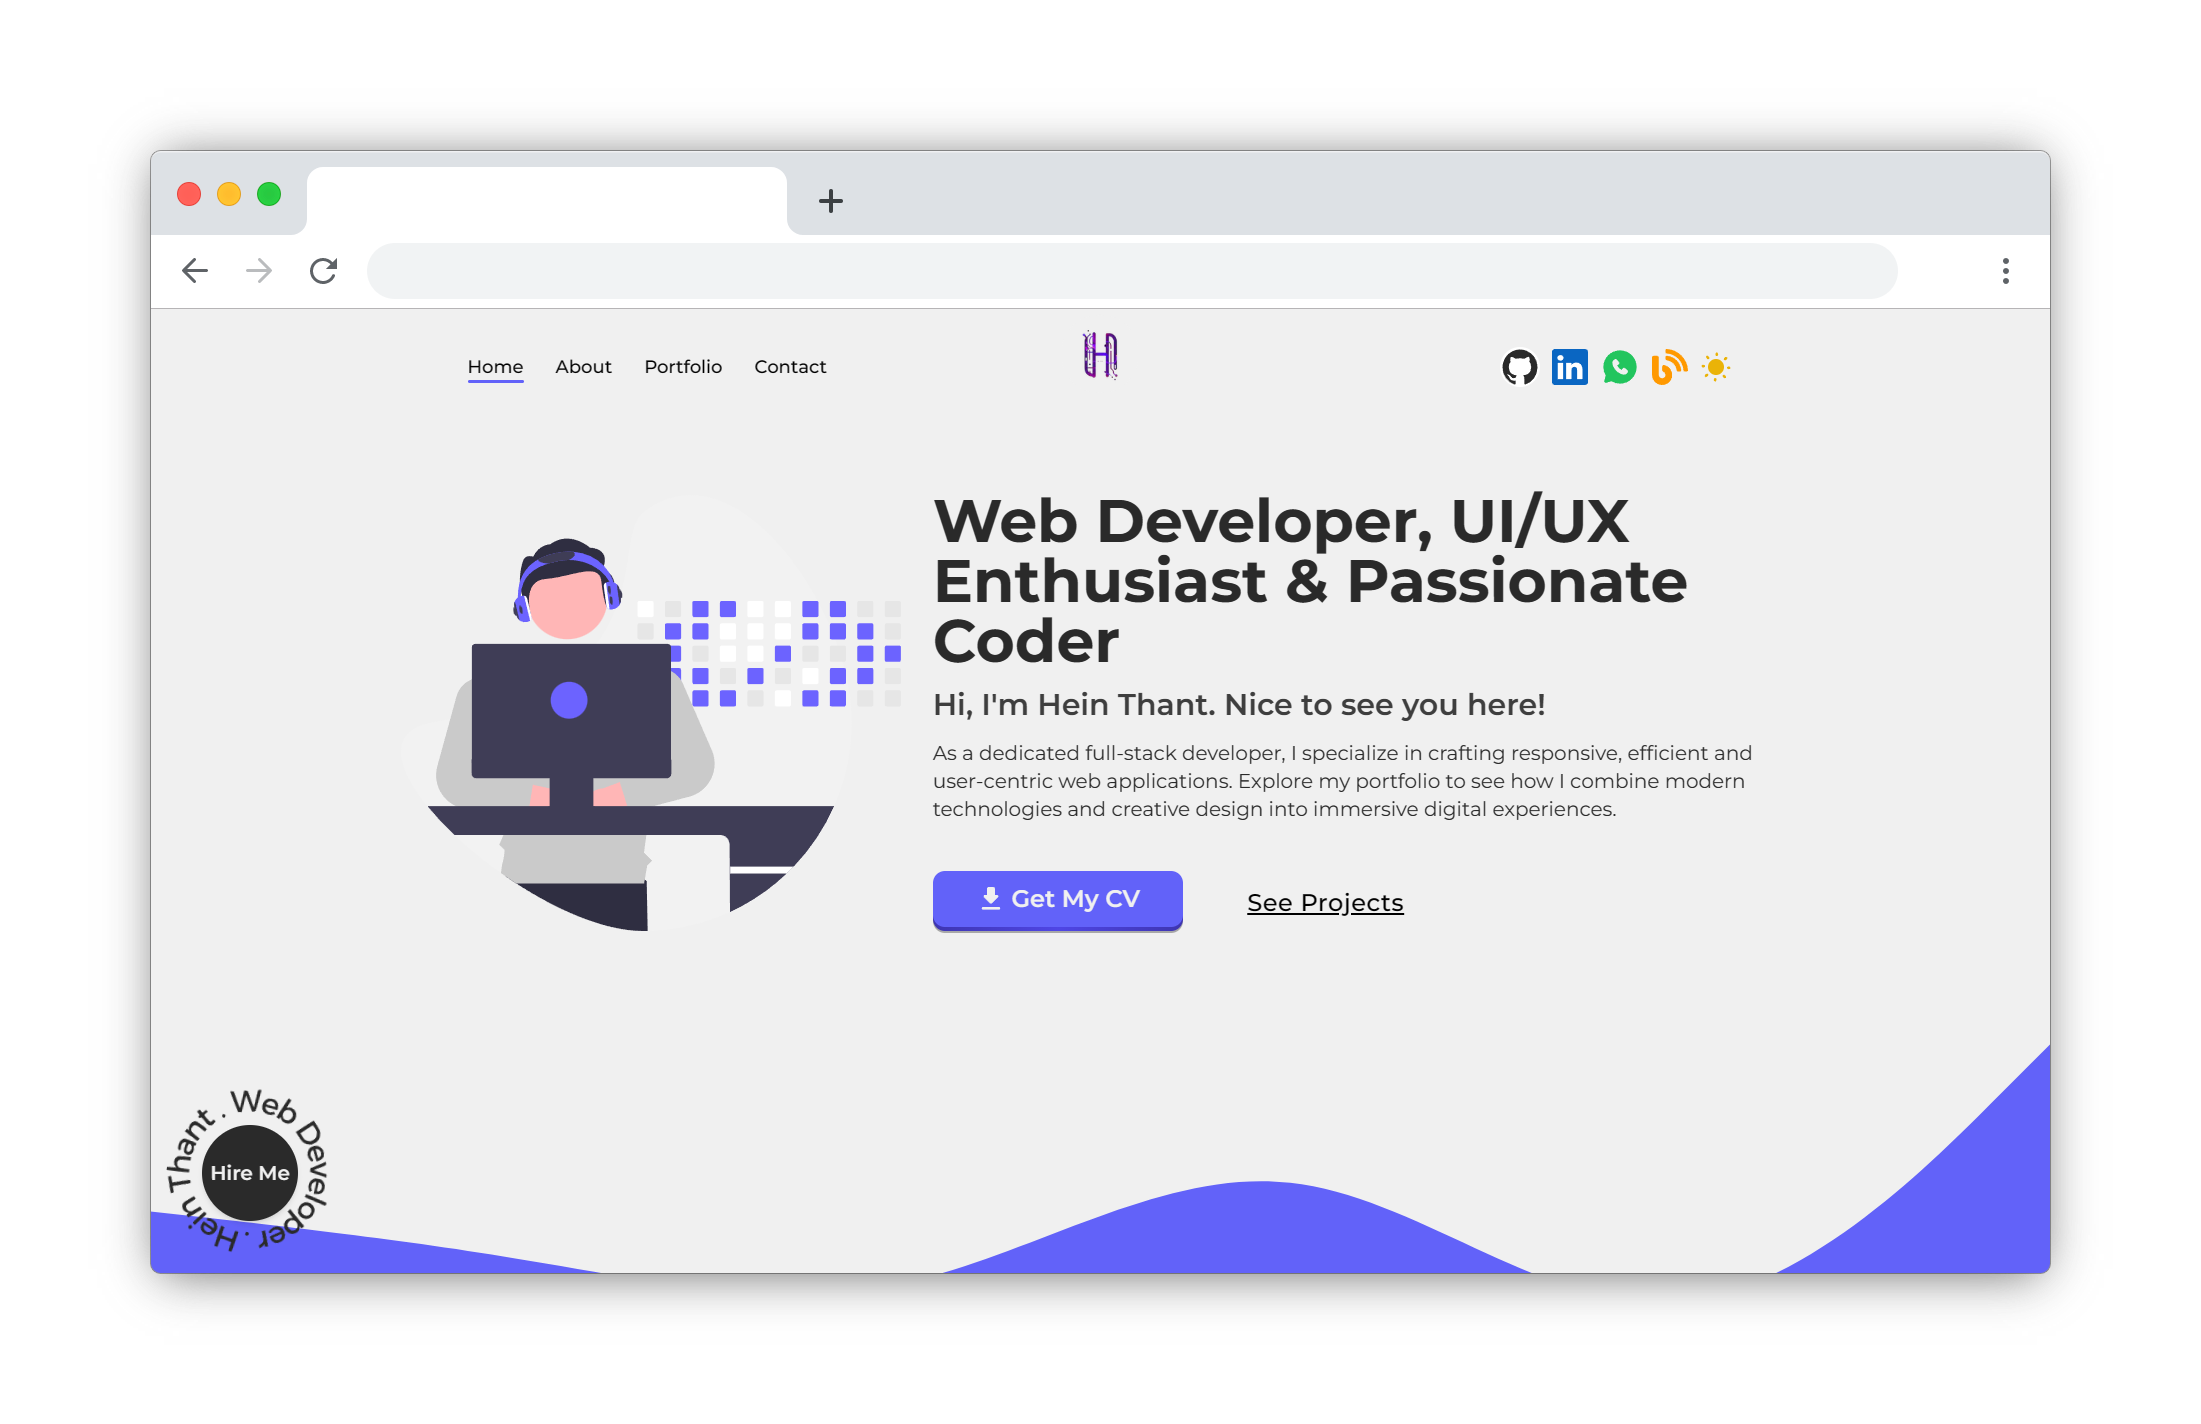 Home About Portfolio Contact
H
in
Web Developer, UI/UX
Enthusiast & Passionate
Coder
Hi, I'm Hein Thant. Nice to see you here!
As a dedicated full-stack developer, I specialize in crafting responsive, efficient and
user-centric web applications. Explore my portfolio to see how I combine modern
technologies and creative design into immersive digital experiences.
Get My CV
See Projects
Web Developer . Hein Thant .
Hire Me